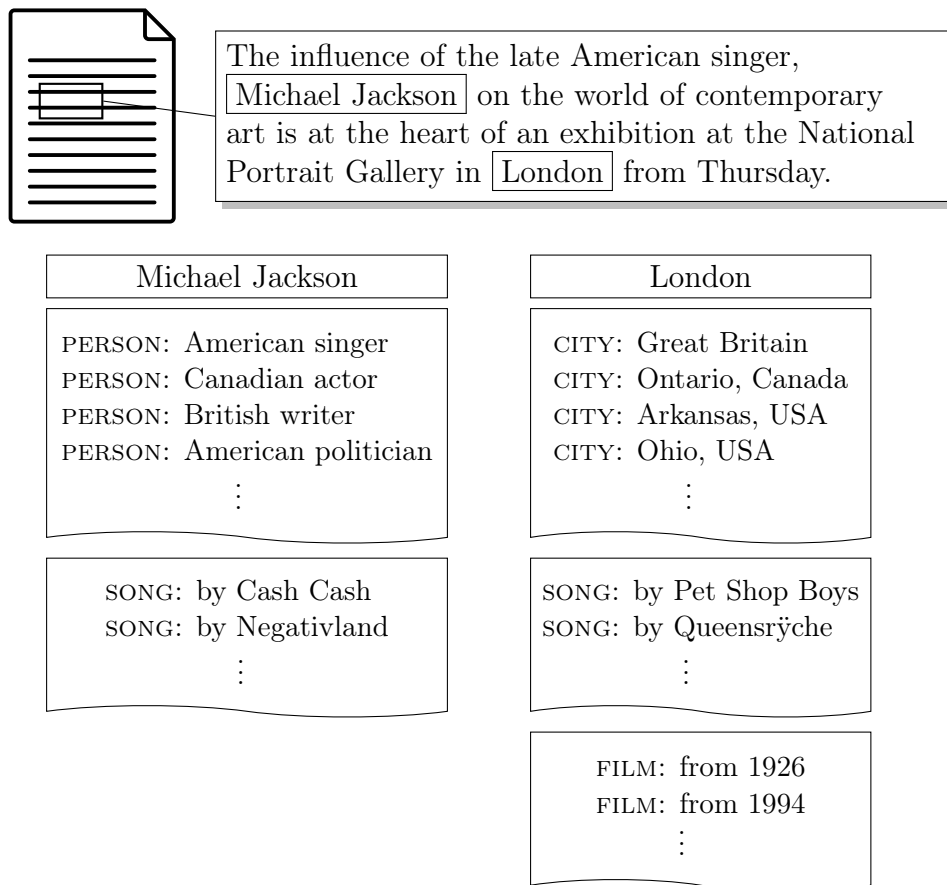 The influence of the late American singer,
Michael Jackson on the world of contemporary
art is at the heart of an exhibition at the National
Portrait Gallery in London from Thursday.
Michael Jackson
PERSON: American singer
PERSON: Canadian actor
PERSON: British writer
PERSON: American politician
⋮
SONG: by Cash Cash
SONG: by Negativland
⋮
London
CITY: Great Britain
CITY: Ontario, Canada
CITY: Arkansas, USA
CITY: Ohio, USA
⋮
SONG: by Pet Shop Boys
SONG: by Queensrÿche
⋮
FILM: from 1926
FILM: from 1994
⋮